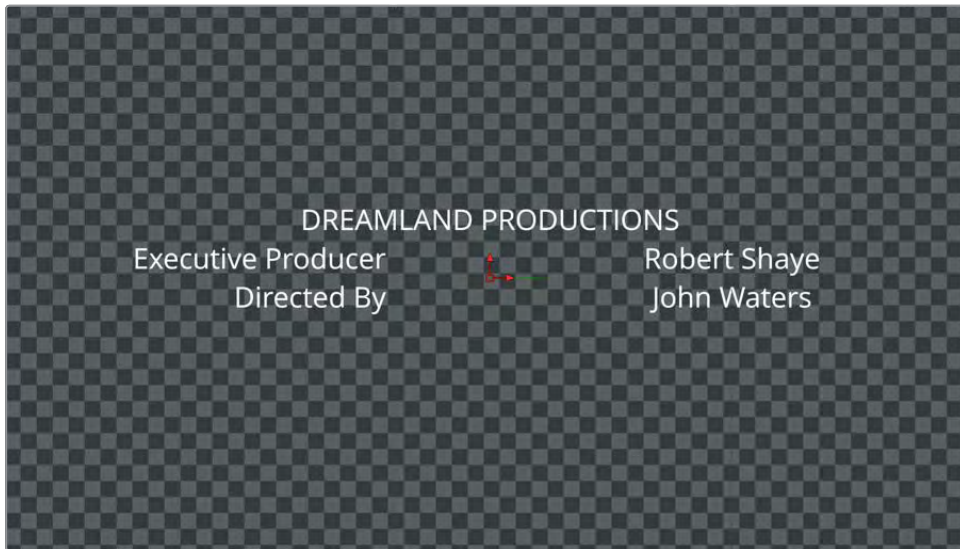 DREAMLAND PRODUCTIONS
Executive Producer Robert Shaye
Directed By John Waters